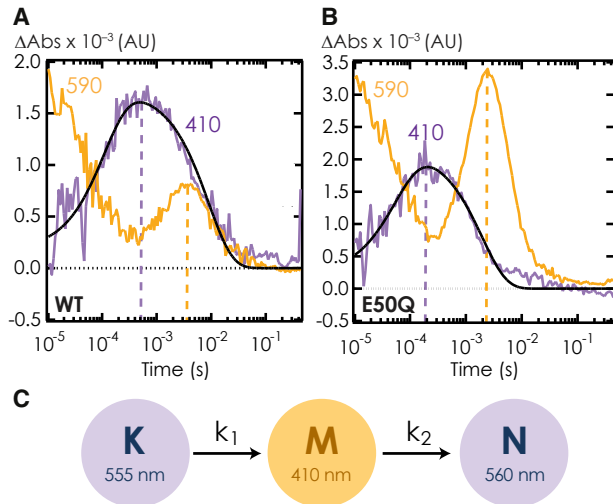 A
ΔAbs x 10⁻³ (AU)
2.0
1.5
1.0
0.5
0.0
-0.5
590
410
WT
10⁻⁵ 10⁻⁴ 10⁻³ 10⁻² 10⁻¹
Time (s)
B
ΔAbs x 10⁻³ (AU)
3.5
3.0
2.5
2.0
1.5
1.0
0.5
0.0
-0.5
590
410
E50Q
10⁻⁵ 10⁻⁴ 10⁻³ 10⁻² 10⁻¹
Time (s)
C
K
555 nm
k₁
M
410 nm
k₂
N
560 nm